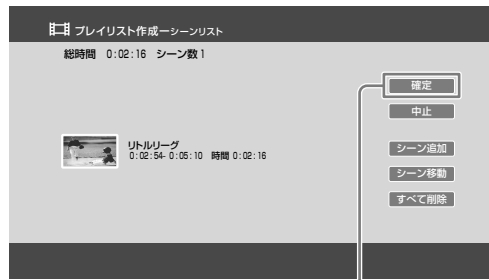 プレイリスト作成ーシーンリスト
総時間 0:02:16 シーン数1
確定
中止
リトルリーグ
0:02:54-0:05:10 時間 0:02:16
シーン追加
シーン移動
すべて削除